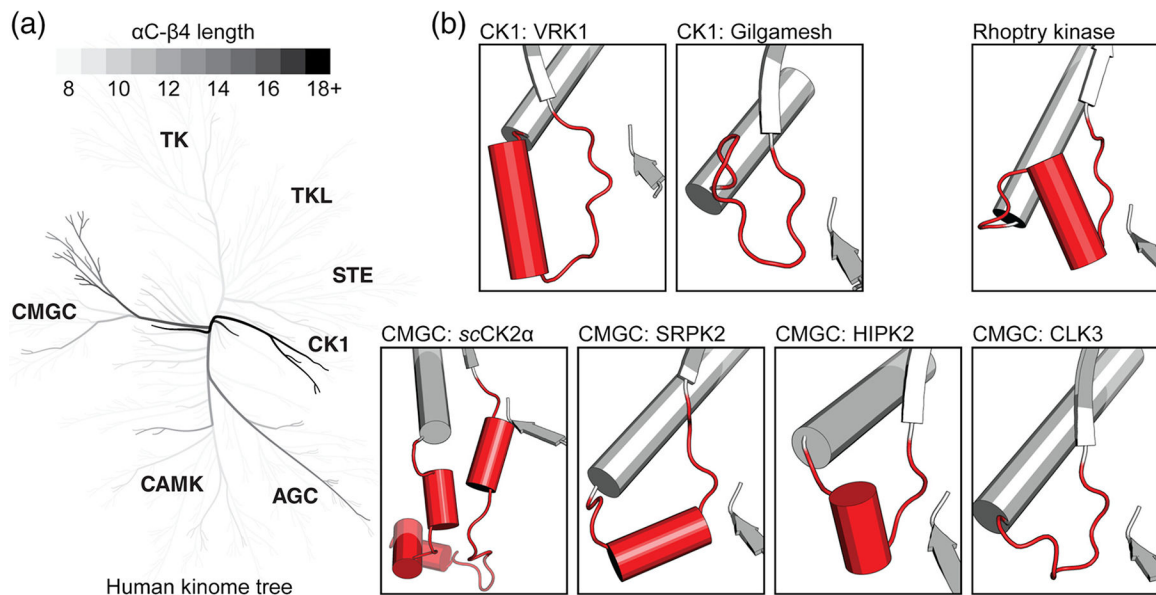 (a)
αC-β4 length
8 10 12 14 16 18+
TK
TKL
STE
CMGC
CK1
CAMK
AGC
Human kinome tree
(b)
CK1: VRK1
CK1: Gilgamesh
Rhoptry kinase
CMGC: scCK2α
CMGC: SRPK2
CMGC: HIPK2
CMGC: CLK3